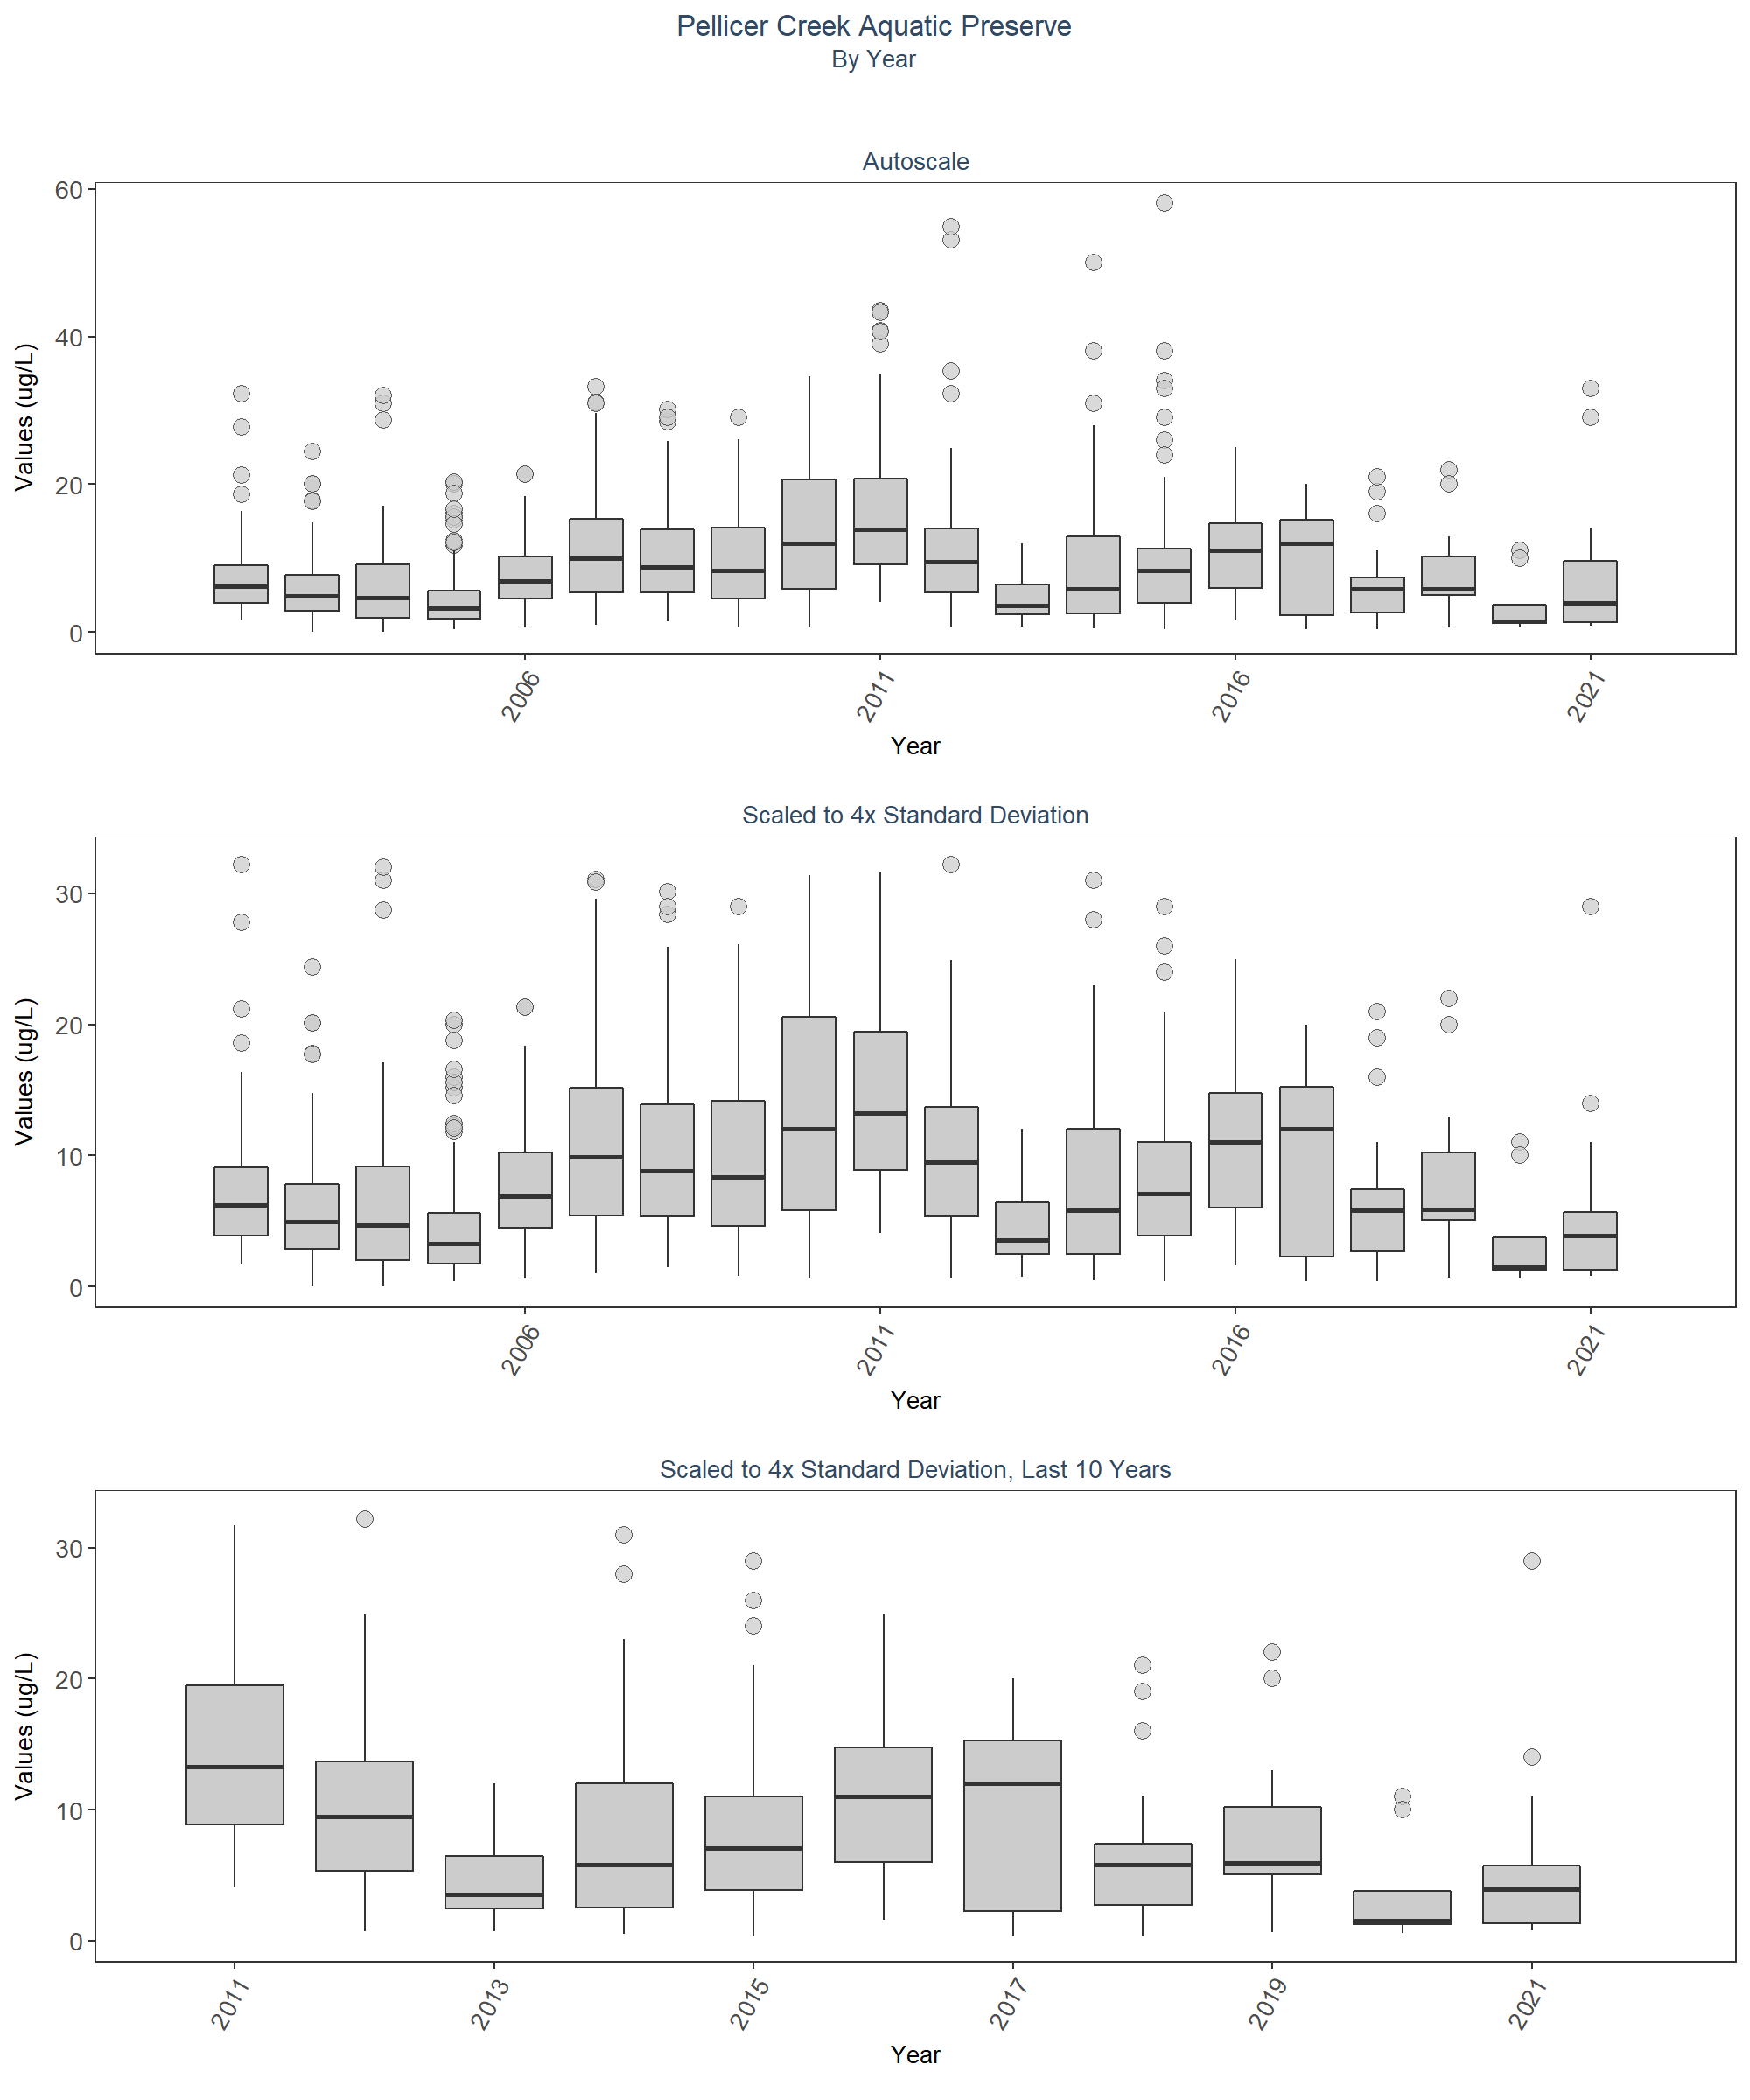 Pellicer Creek Aquatic Preserve
By Year
Autoscale
Values (ug/L)
60
40
20
0
2006
2011
2016
2021
Year
Scaled to 4x Standard Deviation
Values (ug/L)
30
20
10
0
2006
2011
2016
2021
Year
Scaled to 4x Standard Deviation, Last 10 Years
Values (ug/L)
30
20
10
0
2011
2013
2015
2017
2019
2021
Year